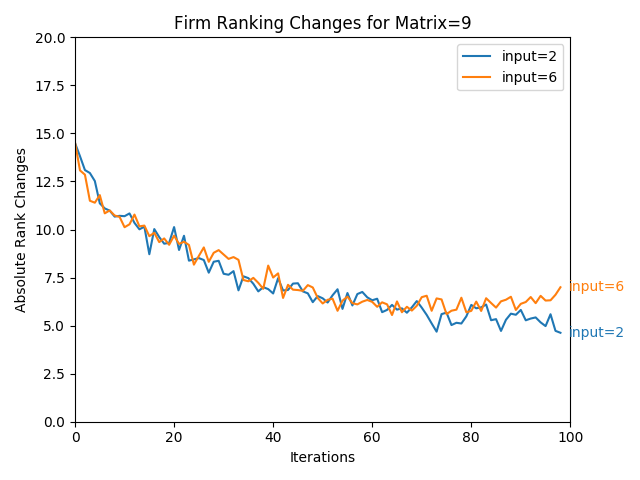 Firm Ranking Changes for Matrix=9
20.0
17.5
15.0
12.5
10.0
7.5
5.0
2.5
0.0
Absolute Rank Changes
input=2
input=6
input=6
input=2
0 20 40 60 80 100
Iterations